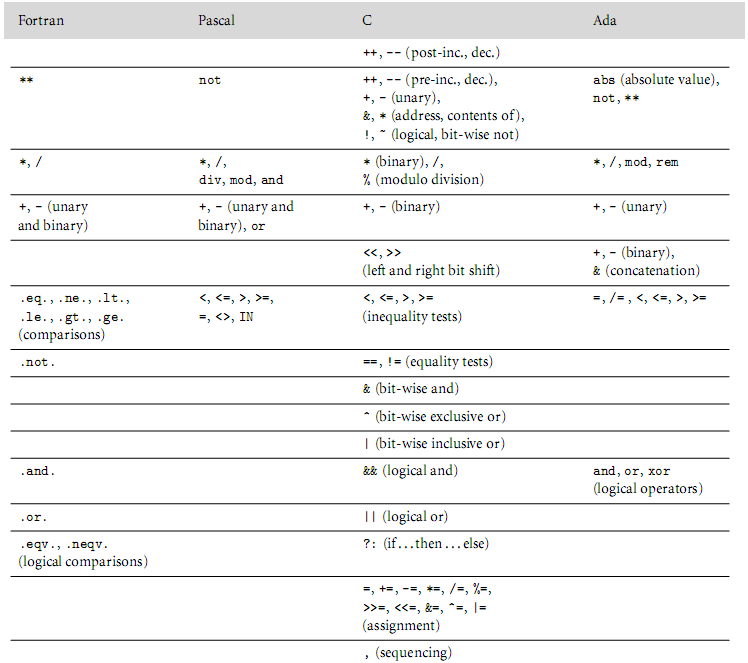 Fortran Pascal C Ada
++, -- (post-inc., dec.)
** not ++, -- (pre-inc., dec.), abs (absolute value),
+, - (unary), not, **
&, * (address, contents of),
!, ~ (logical, bit-wise not)
*, / *, /, * (binary), /, *, /, mod, rem
div, mod, and % (modulo division)
+, - (unary +, - (unary and +, - (binary) +, - (unary)
and binary) binary), or
<<, >> +, - (binary),
(left and right bit shift) & (concatenation)
.eq., .ne., .lt., <, <=, >, >=, <, <=, >, >= =, /=, <, <=, >, >=
.le., .gt., .ge. =, <>, IN (inequality tests)
(comparisons)
.not. ==, != (equality tests)
& (bit-wise and)
^ (bit-wise exclusive or)
| (bit-wise inclusive or)
.and. && (logical and) and, or, xor
(logical operators)
.or. || (logical or)
.eqv., .neqv. ?: (if...then...else)
(logical comparisons)
=, +=, -=, *=, /=, %=,
>>=, <<=, &=, ^=, |=
(assignment)
, (sequencing)